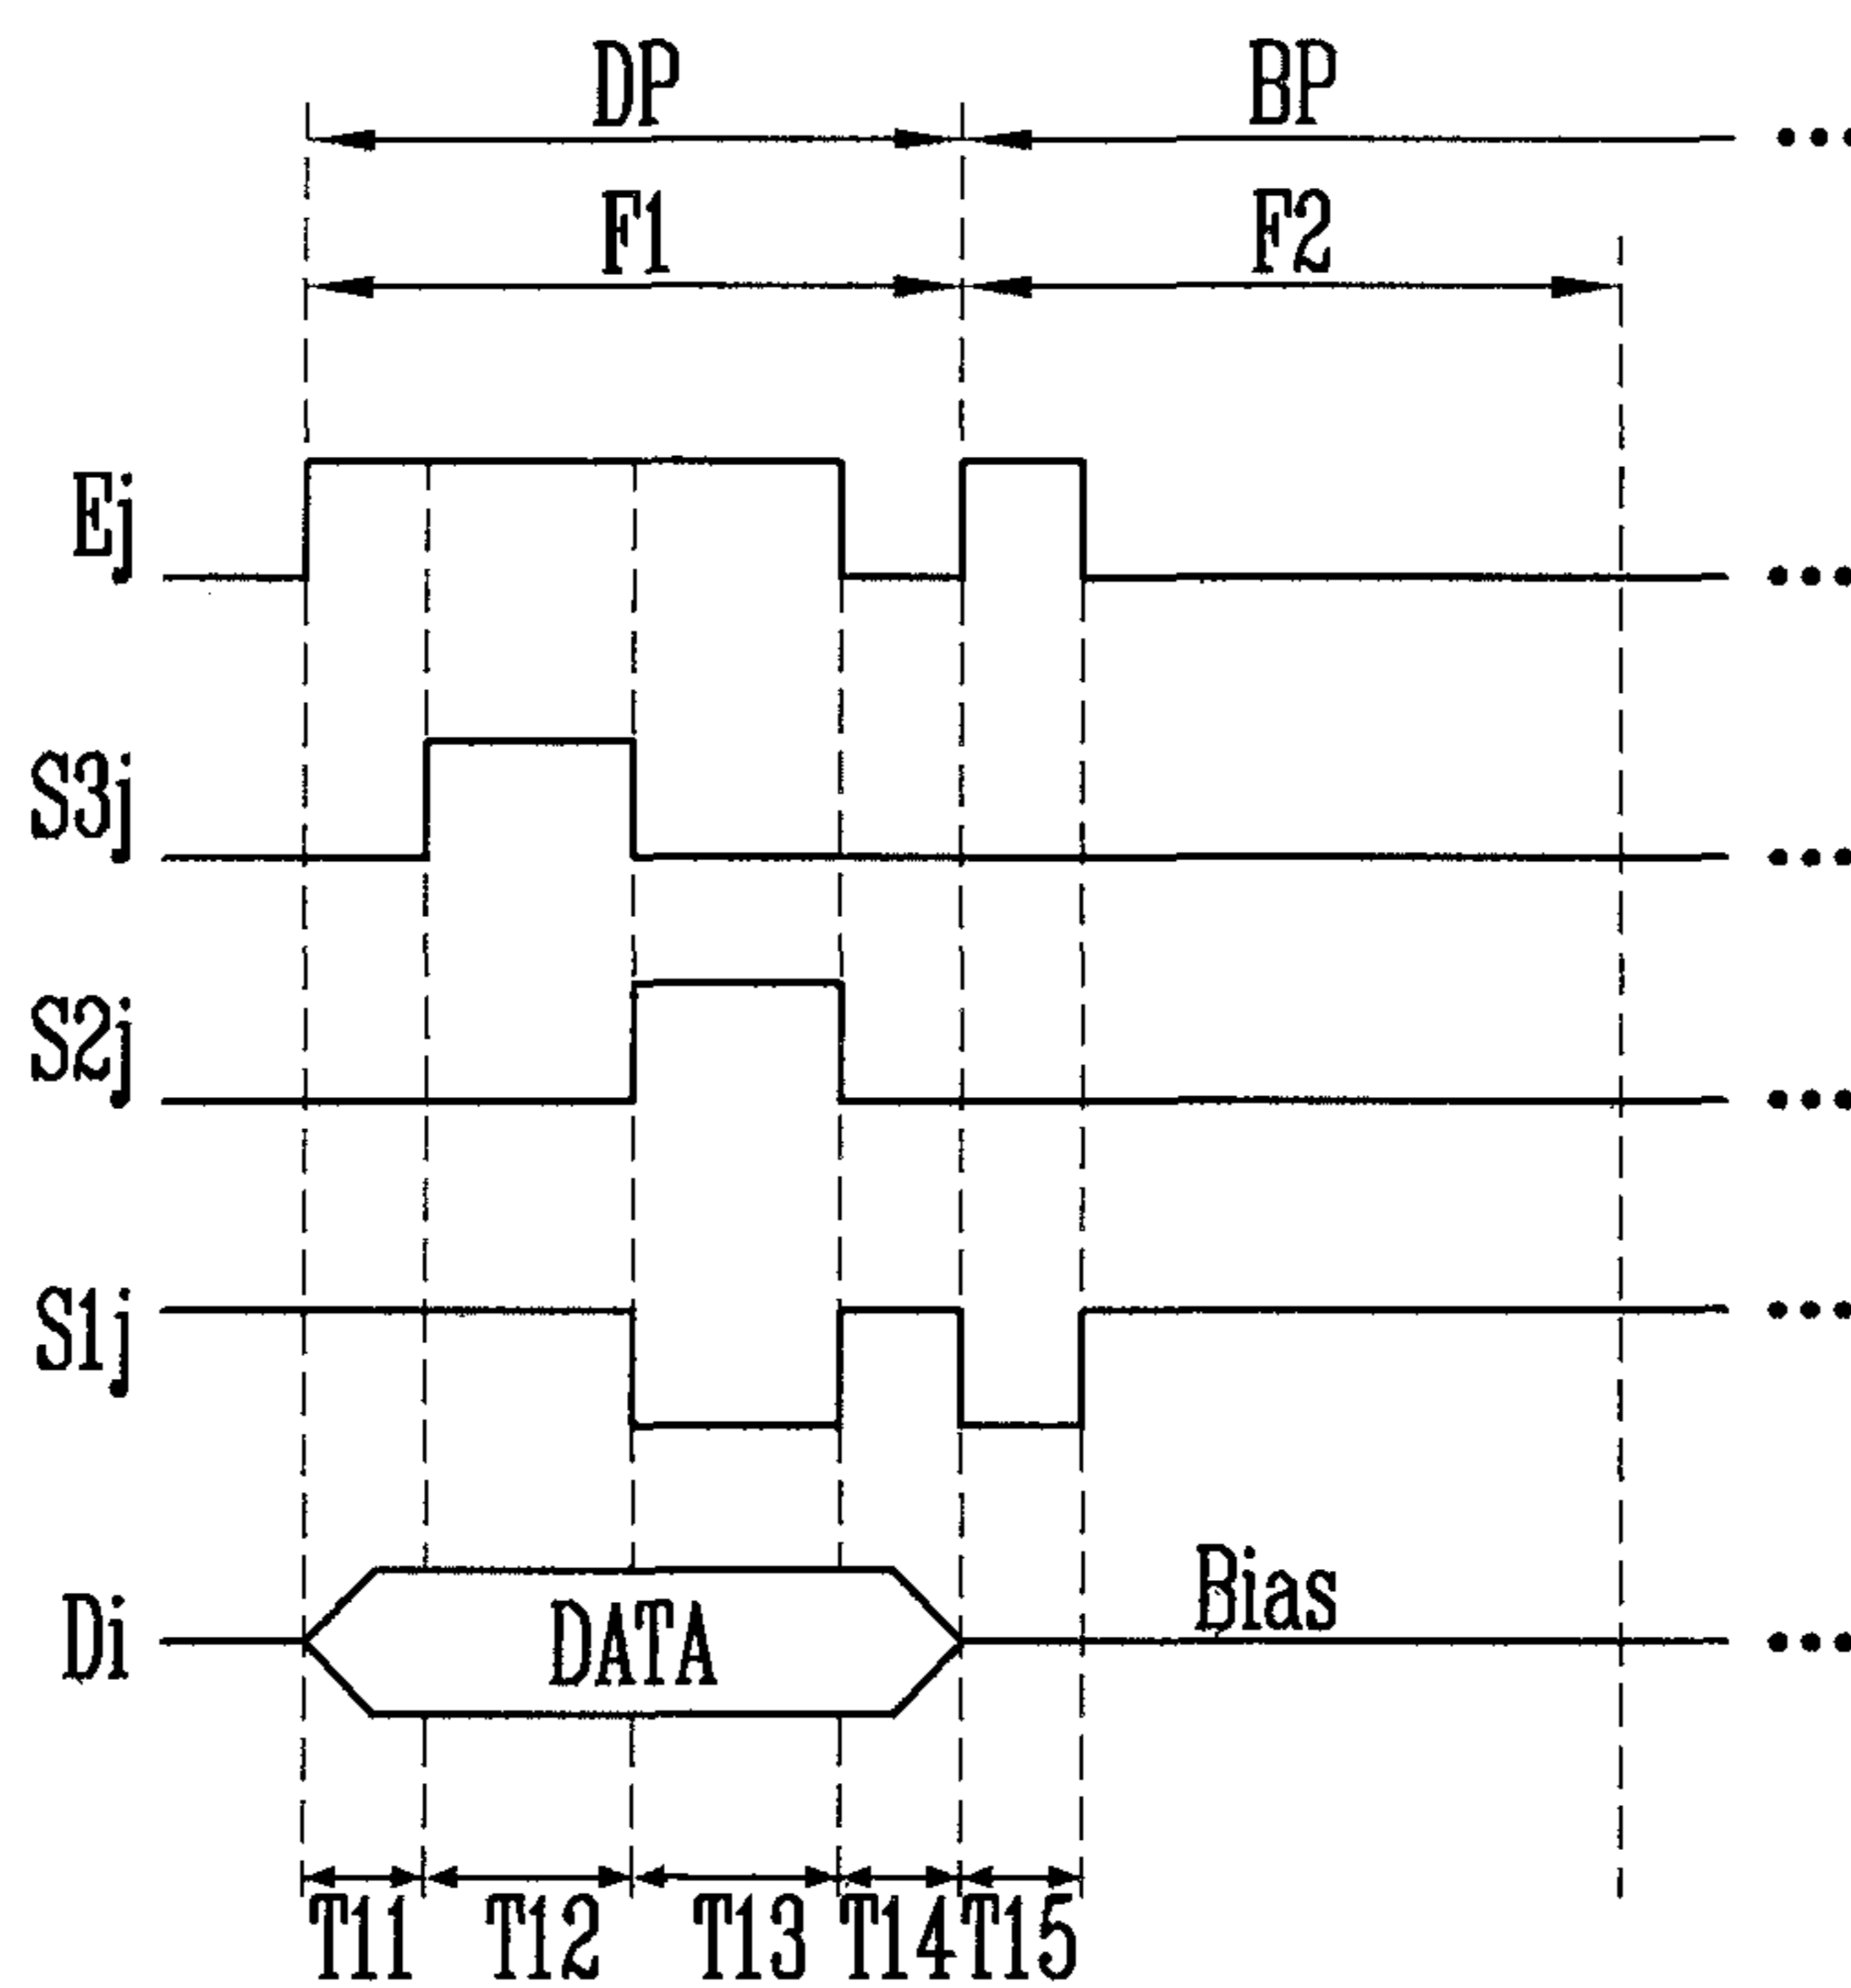 DP BP
F1 F2
Ej
S3j
S2j
S1j
Di DATA Bias
T11 T12 T13 T14 T15